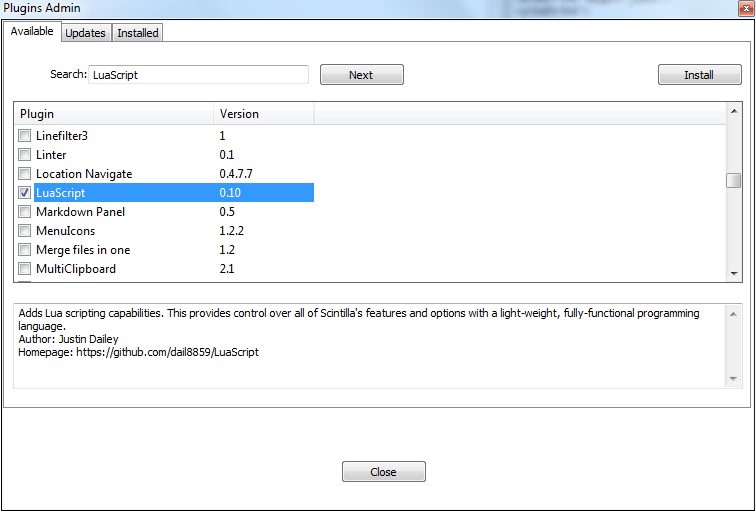 Plugins Admin
Available Updates Installed
Search: LuaScript Next Install
Plugin Version
Linefilter3 1
Linter 0.1
Location Navigate 0.4.7.7
LuaScript 0.10
Markdown Panel 0.5
MenuIcons 1.2.2
Merge files in one 1.2
MultiClipboard 2.1
Adds Lua scripting capabilities. This provides control over all of Scintilla's features and options with a light-weight, fully-functional programming
language.
Author: Justin Dailey
Homepage: https://github.com/dail8859/LuaScript
Close